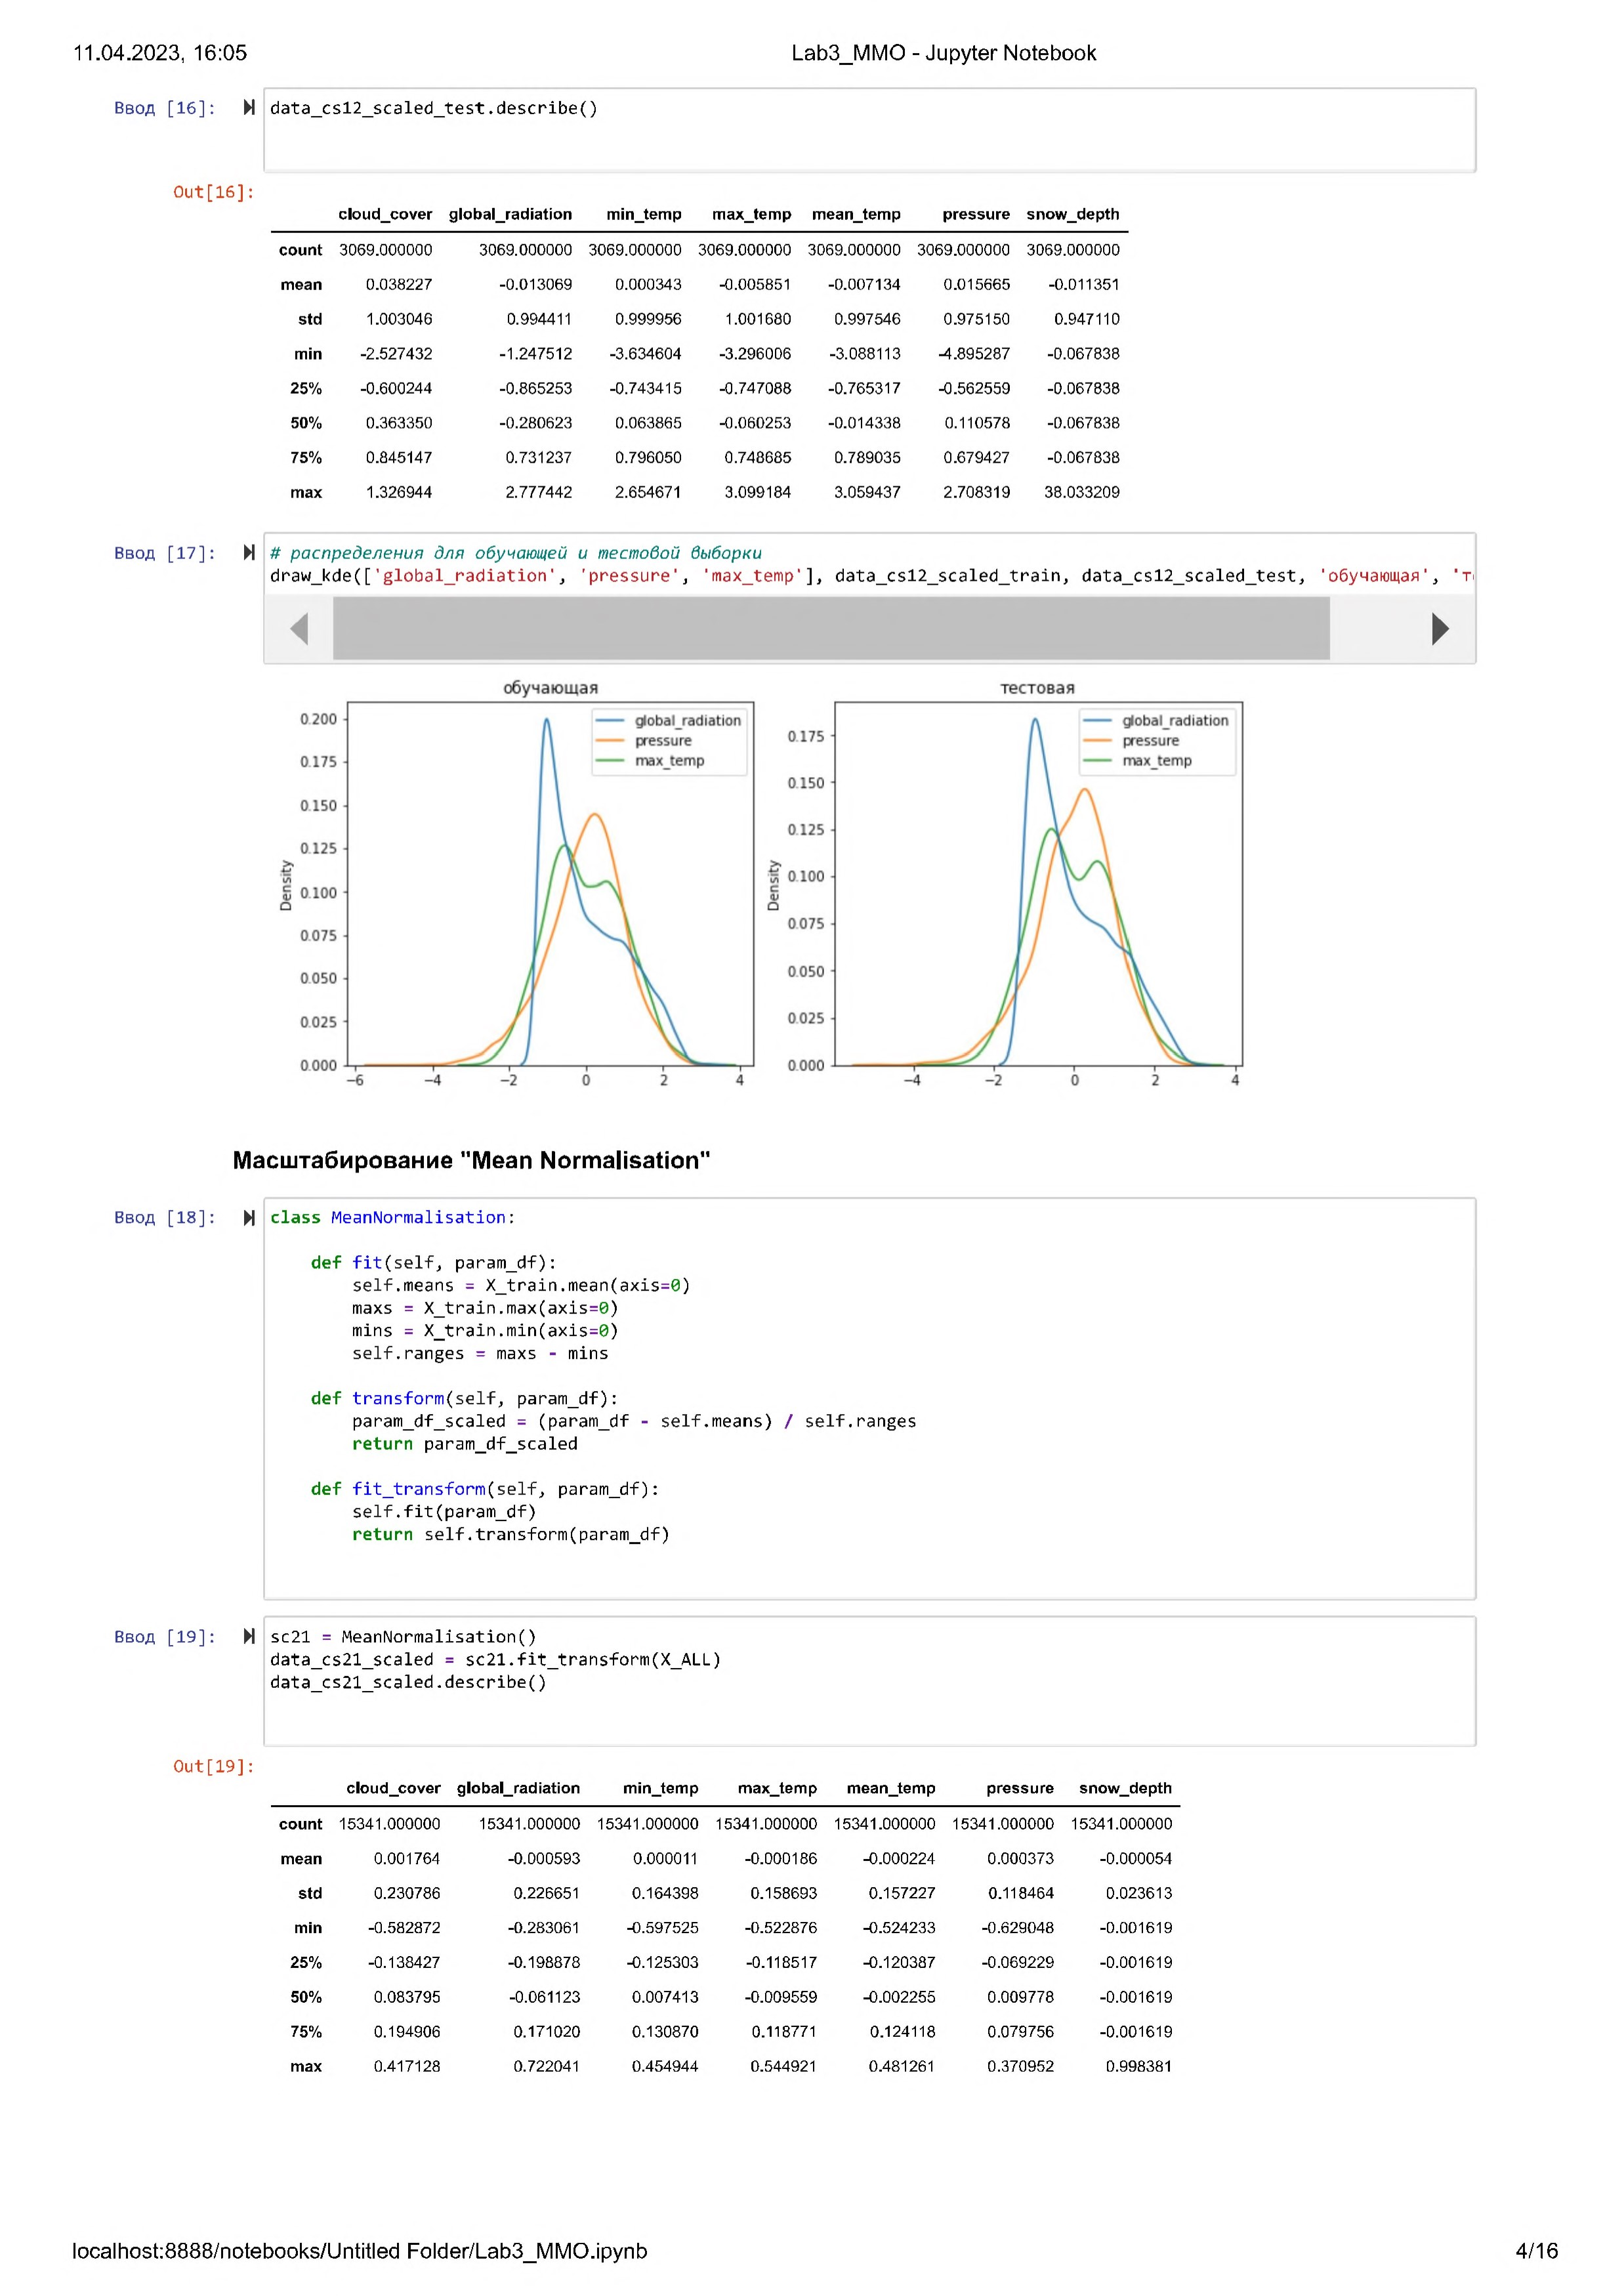 11.04.2023, 16:05 Lab3_MMO - Jupyter Notebook
Ввод [16]: data_cs12_scaled_test.describe()
Out[16]:
cloud_cover global_radiation min_temp max_temp mean_temp pressure snow_depth
count 3069.000000 3069.000000 3069.000000 3069.000000 3069.000000 3069.000000 3069.000000
mean 0.038227 -0.013069 0.000343 -0.005851 -0.007134 0.015665 -0.011351
std 1.003046 0.994411 0.999956 1.001680 0.997546 0.975150 0.947110
min -2.527432 -1.247512 -3.634604 -3.296006 -3.088113 -4.895287 -0.067838
25% -0.600244 -0.865253 -0.743415 -0.747088 -0.765317 -0.562559 -0.067838
50% 0.363350 -0.280623 0.063865 -0.060253 -0.014338 0.110578 -0.067838
75% 0.845147 0.731237 0.796050 0.748685 0.789035 0.679427 -0.067838
max 1.326944 2.777442 2.654671 3.099184 3.059437 2.708319 38.033209
Ввод [17]: # распределения для обучающей и тестовой выборки
draw_kde(['global_radiation', 'pressure', 'max_temp'], data_cs12_scaled_train, data_cs12_scaled_test, 'обучающая', 'т
обучающая
global_radiation
pressure
max_temp
0.200
0.175
0.150
0.125
0.100
0.075
0.050
0.025
0.000
Density
−6 −4 −2 0 2 4
тестовая
global_radiation
pressure
max_temp
0.175
0.150
0.125
0.100
0.075
0.050
0.025
0.000
Density
−4 −2 0 2 4
Масштабирование "Mean Normalisation"
Ввод [18]: class MeanNormalisation:
def fit(self, param_df):
self.means = X_train.mean(axis=0)
maxs = X_train.max(axis=0)
mins = X_train.min(axis=0)
self.ranges = maxs - mins
def transform(self, param_df):
param_df_scaled = (param_df - self.means) / self.ranges
return param_df_scaled
def fit_transform(self, param_df):
self.fit(param_df)
return self.transform(param_df)
Ввод [19]: sc21 = MeanNormalisation()
data_cs21_scaled = sc21.fit_transform(X_ALL)
data_cs21_scaled.describe()
Out[19]:
cloud_cover global_radiation min_temp max_temp mean_temp pressure snow_depth
count 15341.000000 15341.000000 15341.000000 15341.000000 15341.000000 15341.000000 15341.000000
mean 0.001764 -0.000593 0.000011 -0.000186 -0.000224 0.000373 -0.000054
std 0.230786 0.226651 0.164398 0.158693 0.157227 0.118464 0.023613
min -0.582872 -0.283061 -0.597525 -0.522876 -0.524233 -0.629048 -0.001619
25% -0.138427 -0.198878 -0.125303 -0.118517 -0.120387 -0.069229 -0.001619
50% 0.083795 -0.061123 0.007413 -0.009559 -0.002255 0.009778 -0.001619
75% 0.194906 0.171020 0.130870 0.118771 0.124118 0.079756 -0.001619
max 0.417128 0.722041 0.454944 0.544921 0.481261 0.370952 0.998381
localhost:8888/notebooks/Untitled Folder/Lab3_MMO.ipynb 4/16